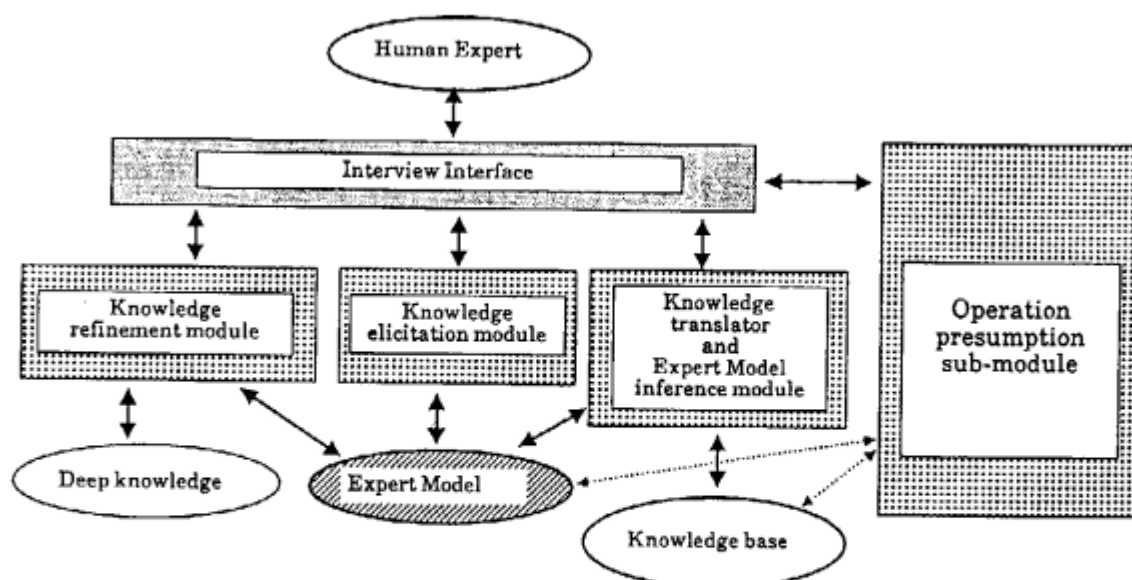 Human Expert
Interview Interface
Knowledge
refinement module
Knowledge
elicitation module
Knowledge
translator
and
Expert Model
inference module
Operation
presumption
sub-module
Deep knowledge
Expert Model
Knowledge base